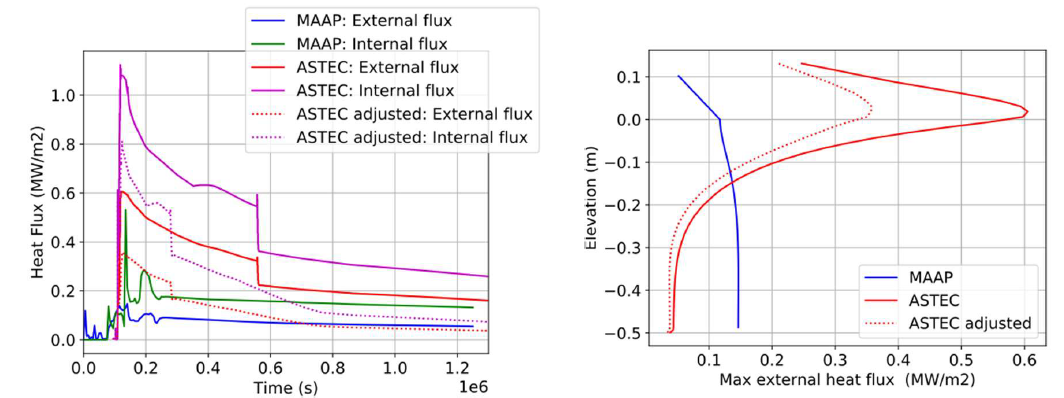 MAAP: External flux
MAAP: Internal flux
ASTEC: External flux
ASTEC: Internal flux
ASTEC adjusted: External flux
ASTEC adjusted: Internal flux
Heat Flux (MW/m2)
1.0
0.8
0.6
0.4
0.2
0.0
0.0 0.2 0.4 0.6 0.8 1.0 1.2
1e6
Time (s)
Elevation (m)
0.1
0.0
−0.1
−0.2
−0.3
−0.4
−0.5
MAAP
ASTEC
ASTEC adjusted
0.1 0.2 0.3 0.4 0.5 0.6
Max external heat flux (MW/m2)